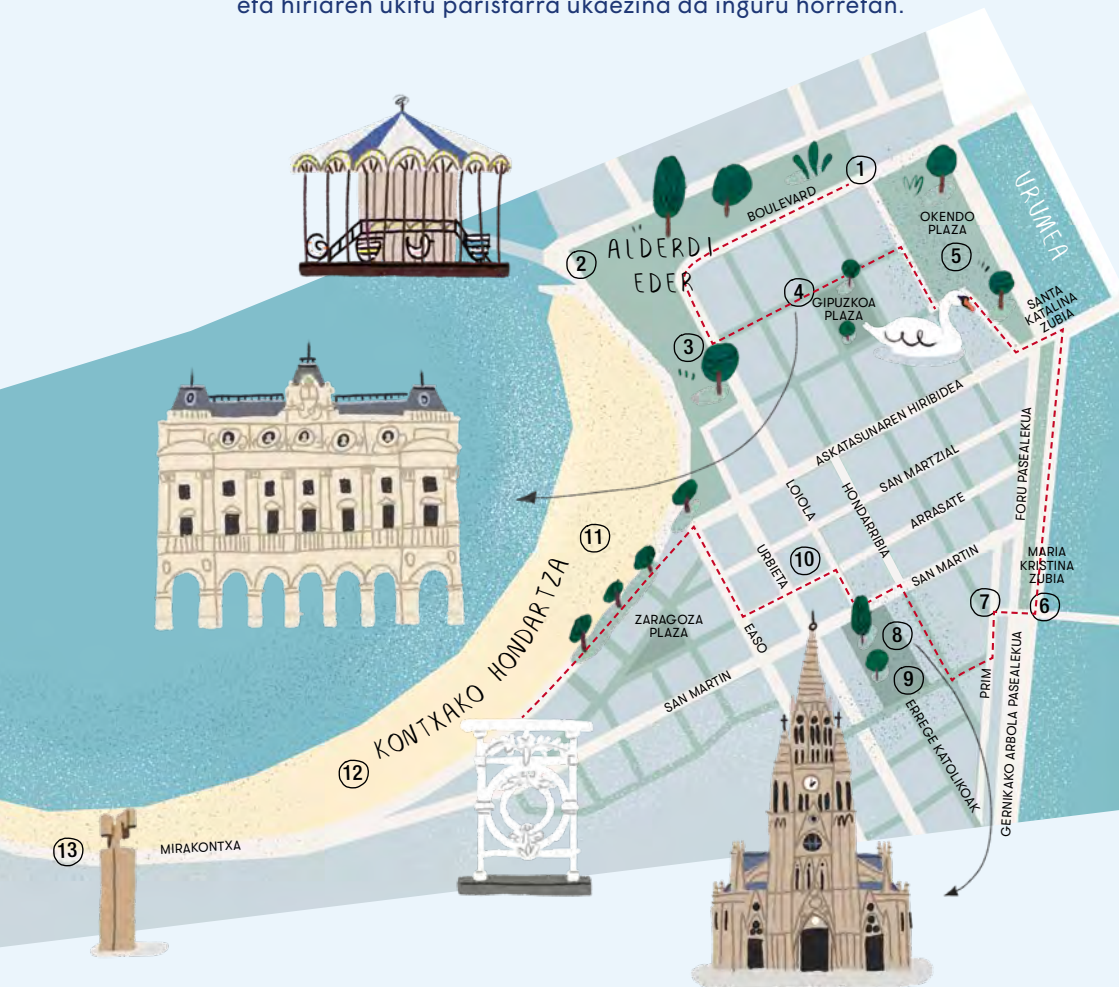 eta hiriaren ukitu paristarra ukaezina da inguru horretan.
1
BOULEVARD
URUMEA
OKENDO
PLAZA
5
2
ALDERDI
EDER
4
GIPUZKOA
PLAZA
SANTA
KATALINA
ZUBIA
3
ASKATASUNAREN HIRIBIDEA
SAN MARTZIAL
FORU PASEALEKUA
LOIOLA
HONDARRIBIA
ARRASATE
11
URBIETA
10
SAN MARTIN
MARIA
KRISTINA
ZUBIA
7
6
ZARAGOZA
PLAZA
EASO
8
9
PRIM
SAN MARTIN
ERREGE KATOLIKOAK
GERNIKAKO ARBOLA PASEALEKUA
KONTXAKO HONDARTZA
12
13
MIRAKONTXA